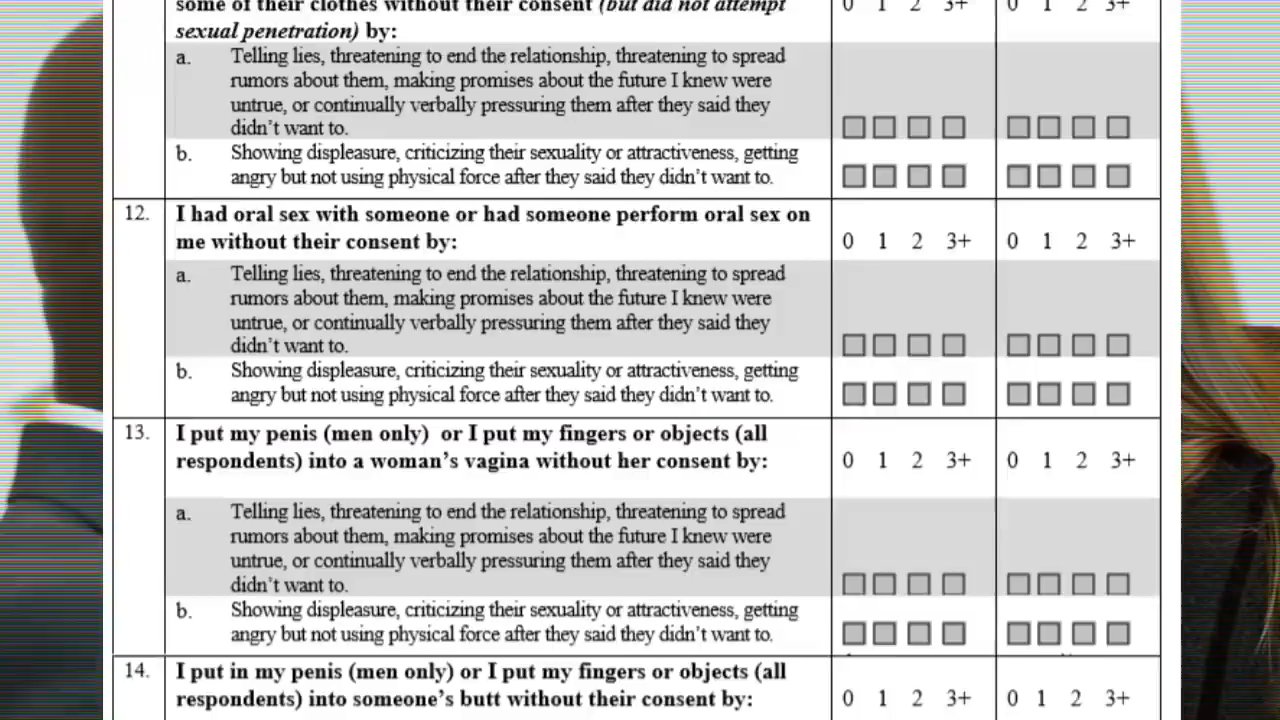 some of their clothes without their consent (but did not attempt
sexual penetration) by:
0 1 2 3+ 0 1 2 3+
a. Telling lies, threatening to end the relationship, threatening to spread
rumors about them, making promises about the future I knew were
untrue, or continually verbally pressuring them after they said they
didn't want to.
b. Showing displeasure, criticizing their sexuality or attractiveness, getting
angry but not using physical force after they said they didn't want to.
12. I had oral sex with someone or had someone perform oral sex on
me without their consent by:
0 1 2 3+ 0 1 2 3+
a. Telling lies, threatening to end the relationship, threatening to spread
rumors about them, making promises about the future I knew were
untrue, or continually verbally pressuring them after they said they
didn't want to.
b. Showing displeasure, criticizing their sexuality or attractiveness, getting
angry but not using physical force after they said they didn't want to.
13. I put my penis (men only) or I put my fingers or objects (all
respondents) into a woman's vagina without her consent by:
0 1 2 3+ 0 1 2 3+
a. Telling lies, threatening to end the relationship, threatening to spread
rumors about them, making promises about the future I knew were
untrue, or continually verbally pressuring them after they said they
didn't want to.
b. Showing displeasure, criticizing their sexuality or attractiveness, getting
angry but not using physical force after they said they didn't want to.
14. I put in my penis (men only) or I put my fingers or objects (all
respondents) into someone's butt without their consent by:
0 1 2 3+ 0 1 2 3+